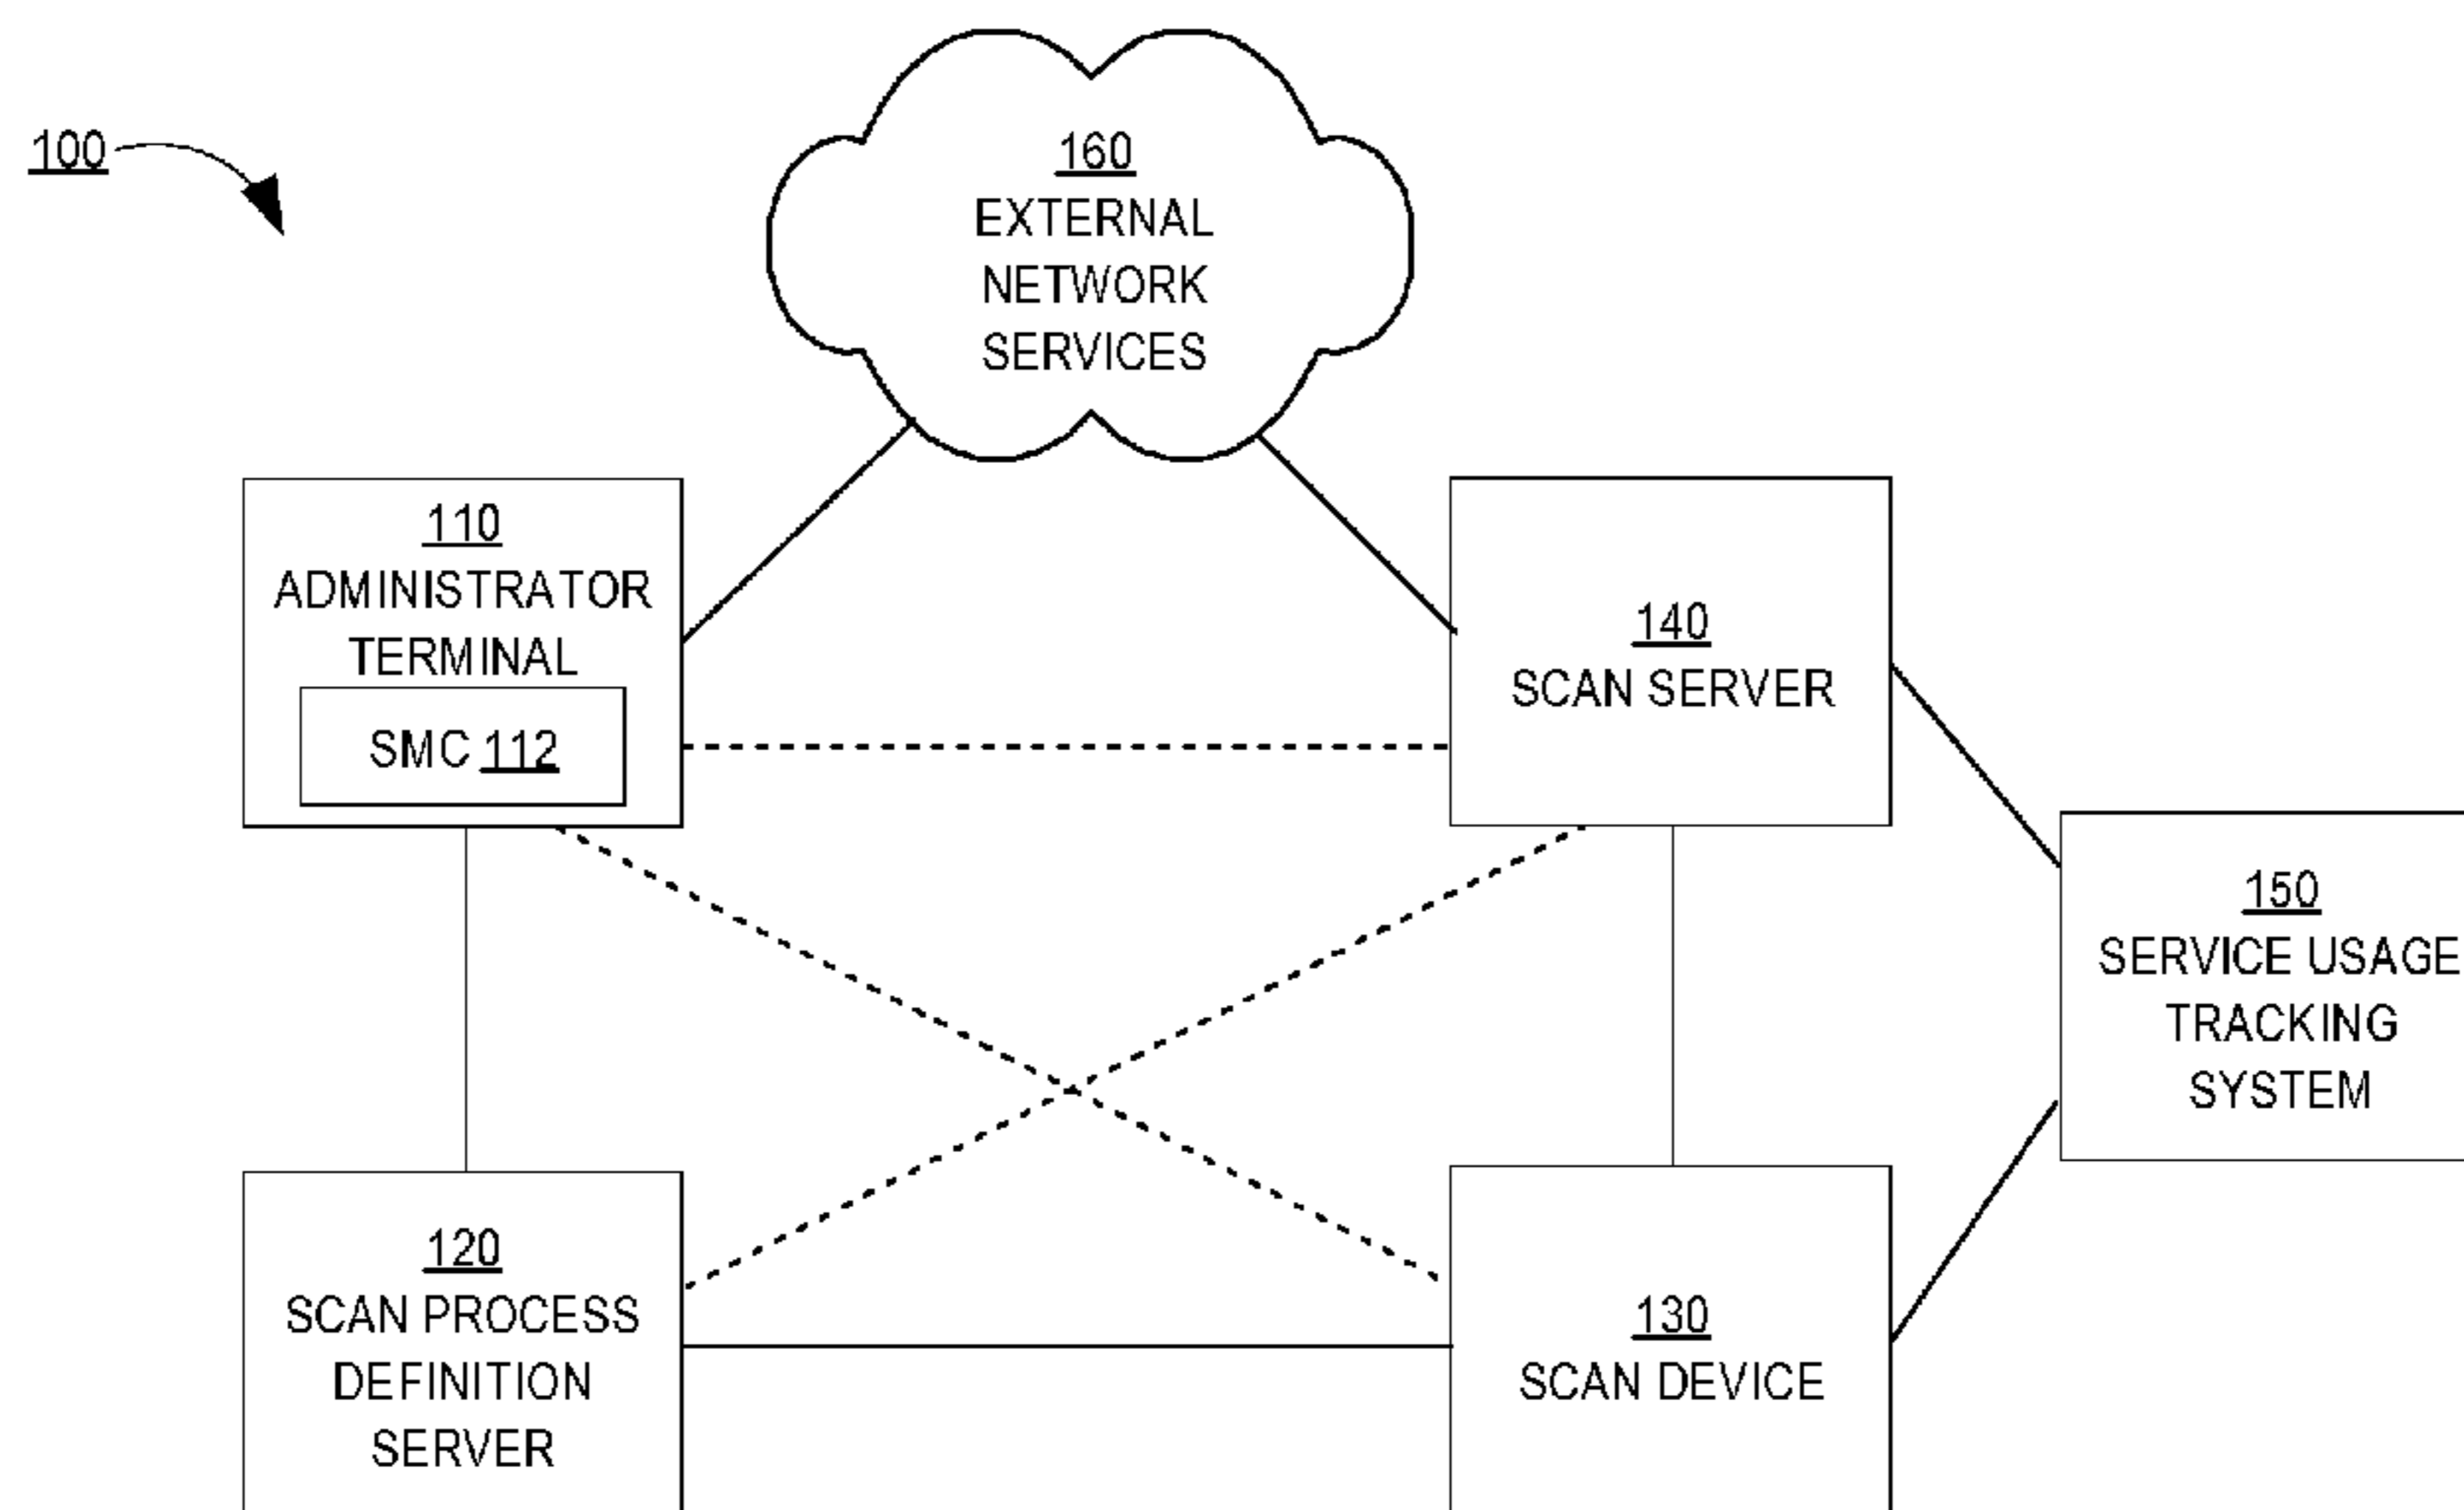 100
160
EXTERNAL
NETWORK
SERVICES
110
ADMINISTRATOR
TERMINAL
SMC 112
140
SCAN SERVER
150
SERVICE USAGE
TRACKING
SYSTEM
120
SCAN PROCESS
DEFINITION
SERVER
130
SCAN DEVICE